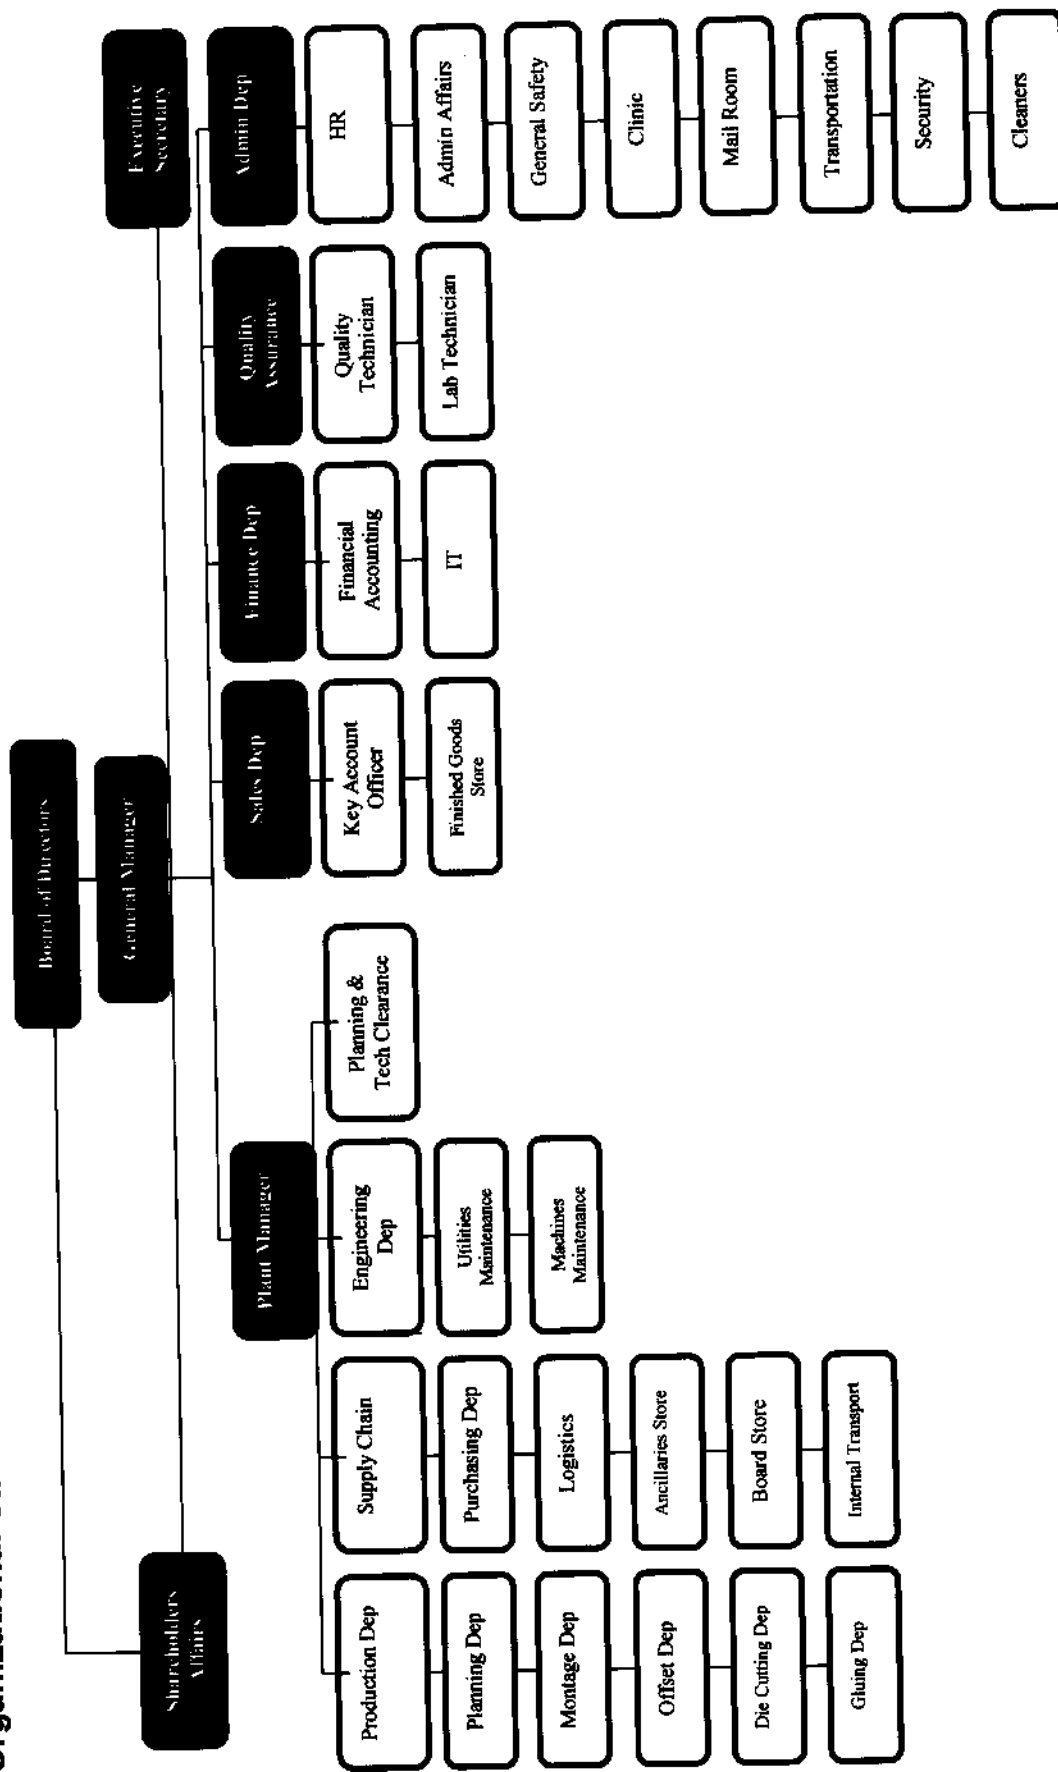 Board of Directors
General Manager
Executive
Secretary
Shareholders
Affairs
Plant Manager
Sales Dep
Finance Dep
Quality
Assurance
Admin Dep
Production Dep
Supply Chain
Engineering
Dep
Planning &
Tech Clearance
Key Account
Officer
Financial
Accounting
Quality
Technician
HR
Planning Dep
Purchasing Dep
Utilities
Maintenance
Finished Goods
Store
IT
Lab Technician
Admin Affairs
Montage Dep
Logistics
Machines
Maintenance
General Safety
Offset Dep
Ancillaries Store
Clinic
Die Cutting Dep
Board Store
Mail Room
Gluing Dep
Internal Transport
Transportation
Security
Cleaners